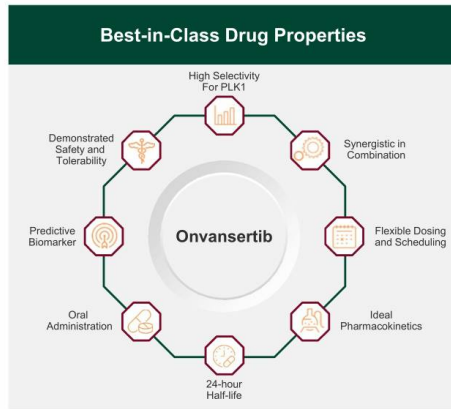 Best-in-Class Drug Properties
High Selectivity
For PLK1
Demonstrated
Safety and
Tolerability
Synergistic in
Combination
Predictive
Biomarker
Onvansertib
Flexible Dosing
and Scheduling
Oral
Administration
Ideal
Pharmacokinetics
24-hour
Half-life